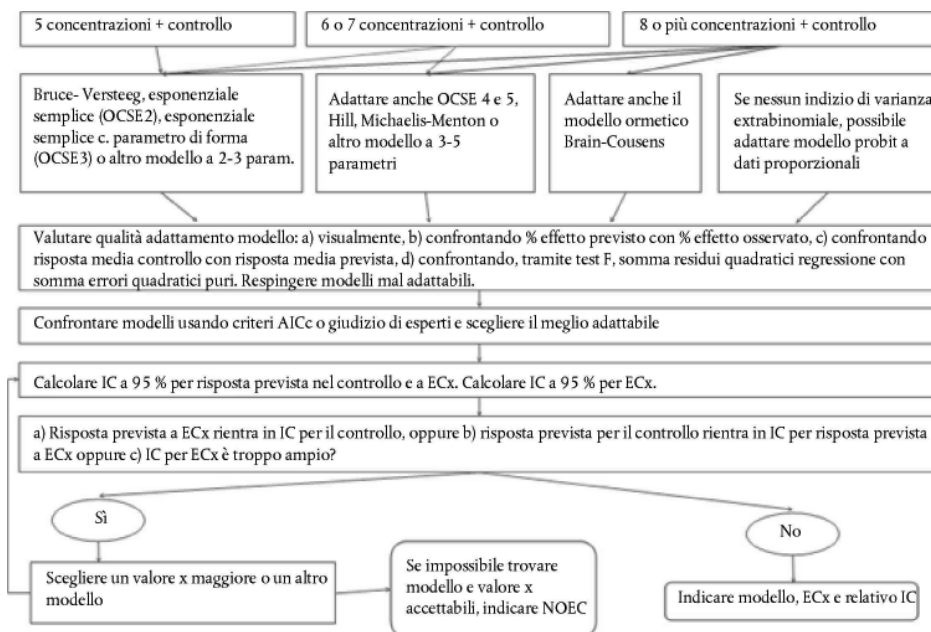 5 concentrazioni + controllo
6 o 7 concentrazioni + controllo
8 o più concentrazioni + controllo
Bruce- Versteeg, esponenziale
semplice (OCSE2), esponenziale
semplice c. parametro di forma
(OCSE3) o altro modello a 2-3 param.
Adattare anche OCSE 4 e 5,
Hill, Michaelis-Menton o
altro modello a 3-5
parametri
Adattare anche il
modello ormetico
Brain-Cousens
Se nessun indizio di varianza
extrabinomiale, possibile
adattare modello probit a
dati proporzionali
Valutare qualità adattamento modello: a) visualmente, b) confrontando % effetto previsto con % effetto osservato, c) confrontando
risposta media controllo con risposta media prevista, d) confrontando, tramite test F, somma residui quadratici regressione con
somma errori quadratici puri. Respingere modelli mal adattabili.
Confrontare modelli usando criteri AICc o giudizio di esperti e scegliere il meglio adattabile
Calcolare IC a 95 % per risposta prevista nel controllo e a ECx. Calcolare IC a 95 % per ECx.
a) Risposta prevista a ECx rientra in IC per il controllo, oppure b) risposta prevista per il controllo rientra in IC per risposta prevista
a ECx oppure c) IC per ECx è troppo ampio?
Sì
No
Scegliere un valore x maggiore o un altro
modello
Se impossibile trovare
modello e valore x
accettabili, indicare NOEC
Indicare modello, ECx e relativo IC